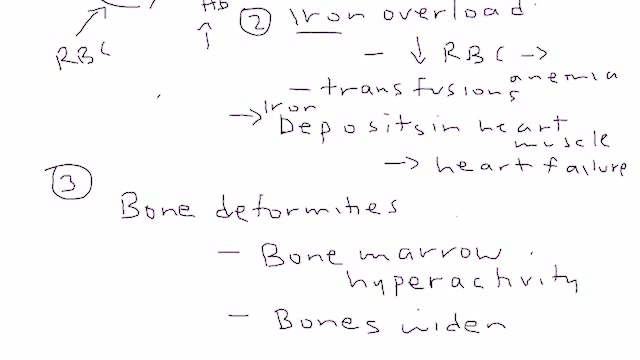 Hb
RBC
② Iron overload
- ↓ RBC -> anemia
- transfusions
-> Iron Deposits in heart muscle
-> heart failure
③ Bone deformities
- Bone marrow hyperactivity
- Bones widen